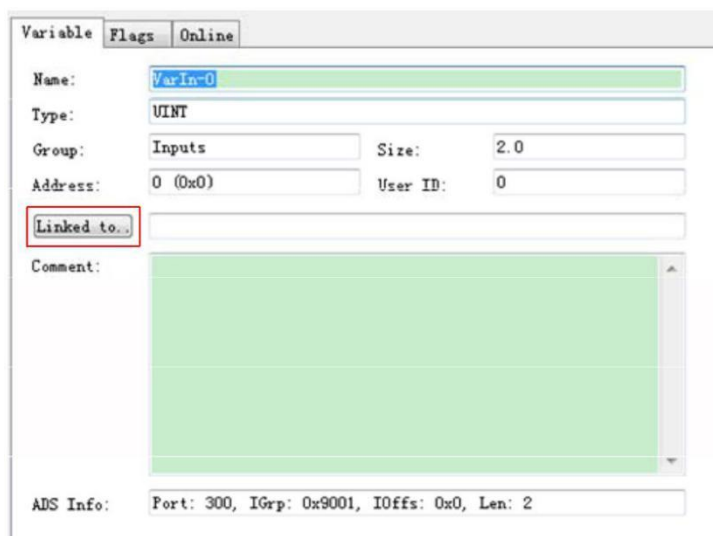 Variable Flags Online
Name: VarIn-0
Type: UINT
Group: Inputs Size: 2.0
Address: 0 (0x0) User ID: 0
Linked to..
Comment:
ADS Info: Port: 300, IGrp: 0x9001, IOffs: 0x0, Len: 2